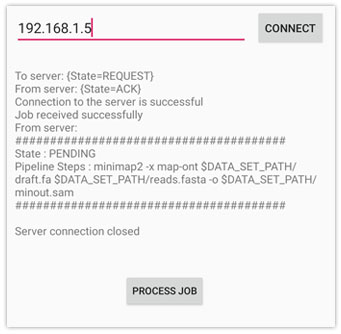 192.168.1.5
CONNECT
To server: {State=REQUEST}
From server: {State=ACK}
Connection to the server is successful
Job received successfully
From server:
#######################################
State : PENDING
Pipeline Steps : minimap2 -x map-ont $DATA_SET_PATH/
draft.fa $DATA_SET_PATH/reads.fasta -o $DATA_SET_PATH/
minout.sam
#######################################
Server connection closed
PROCESS JOB